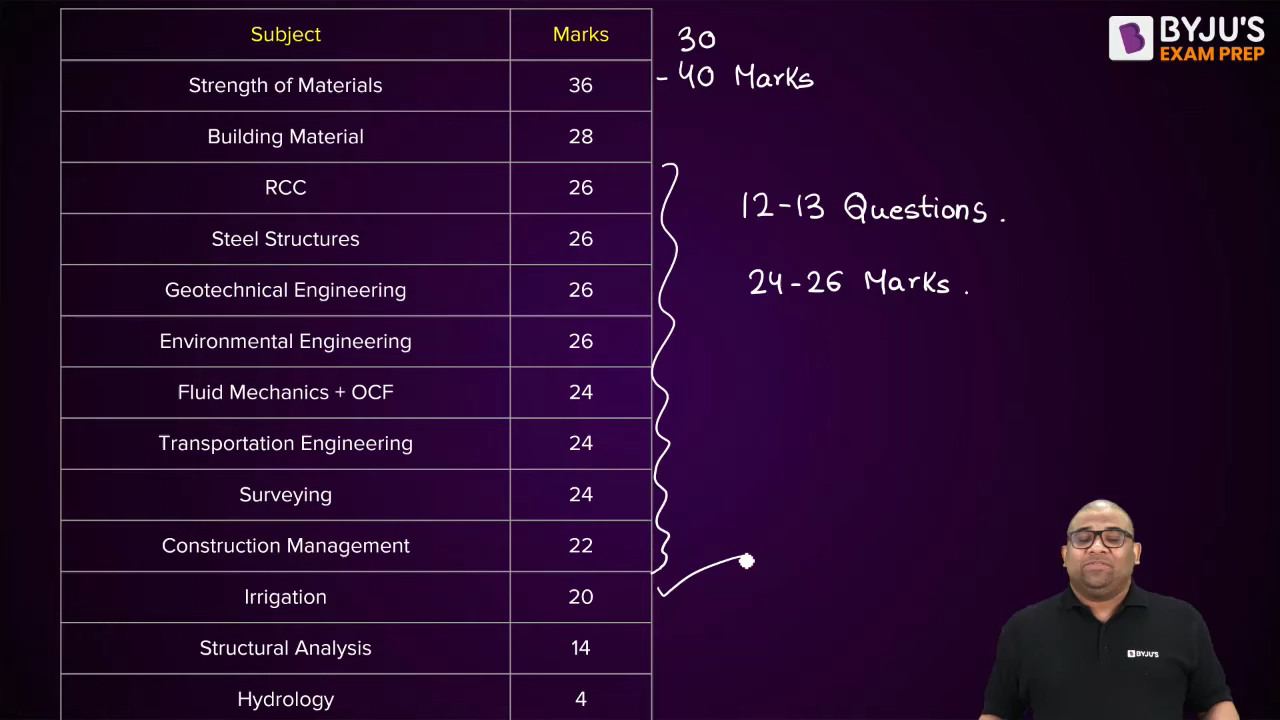 Subject Marks
Strength of Materials 36
Building Material 28
RCC 26
Steel Structures 26
Geotechnical Engineering 26
Environmental Engineering 26
Fluid Mechanics + OCF 24
Transportation Engineering 24
Surveying 24
Construction Management 22
Irrigation 20
Structural Analysis 14
Hydrology 4
30
- 40 Marks
12-13 Questions.
24-26 Marks.
BYJU'S
EXAM PREP
BYJU'S